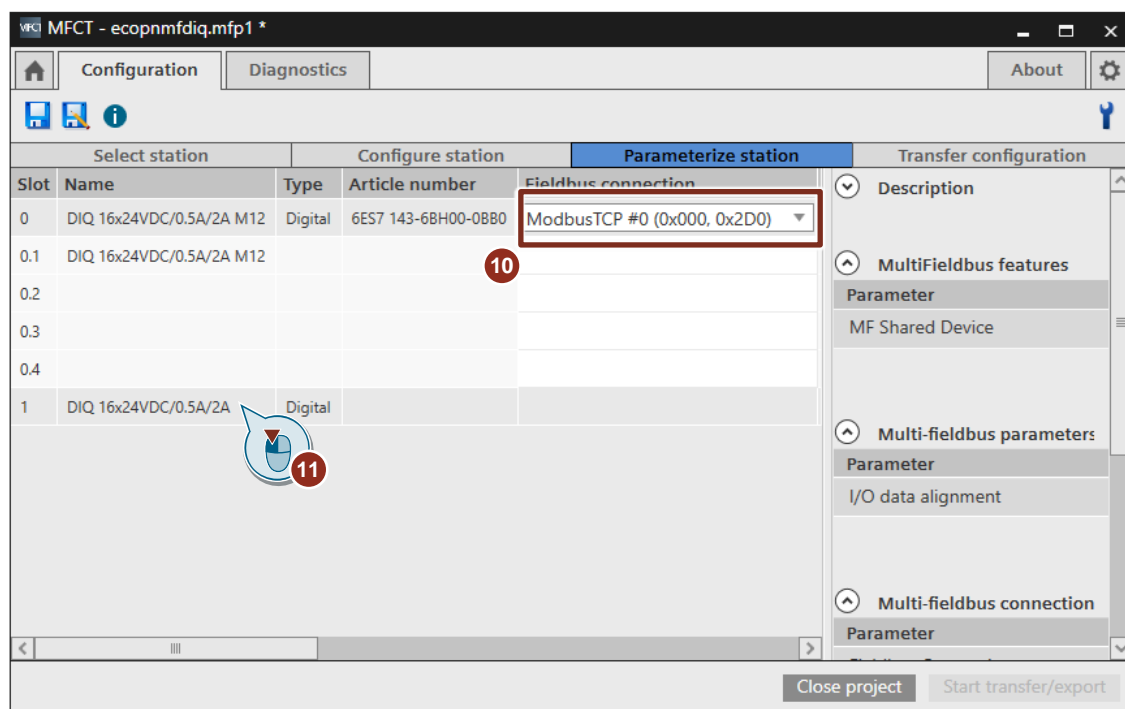 MFCT MFCT - ecopnmfdiq.mfp1 *
Configuration Diagnostics About
Select station Configure station Parameterize station Transfer configuration
Slot Name Type Article number Fieldbus connection
0 DIQ 16x24VDC/0.5A/2A M12 Digital 6ES7 143-6BH00-0BB0 ModbusTCP #0 (0x000, 0x2D0)
0.1 DIQ 16x24VDC/0.5A/2A M12
10
0.2
0.3
0.4
1 DIQ 16x24VDC/0.5A/2A Digital
11
Description
MultiFieldbus features
Parameter
MF Shared Device
Multi-fieldbus parameters
Parameter
I/O data alignment
Multi-fieldbus connection
Parameter
Close project Start transfer/export